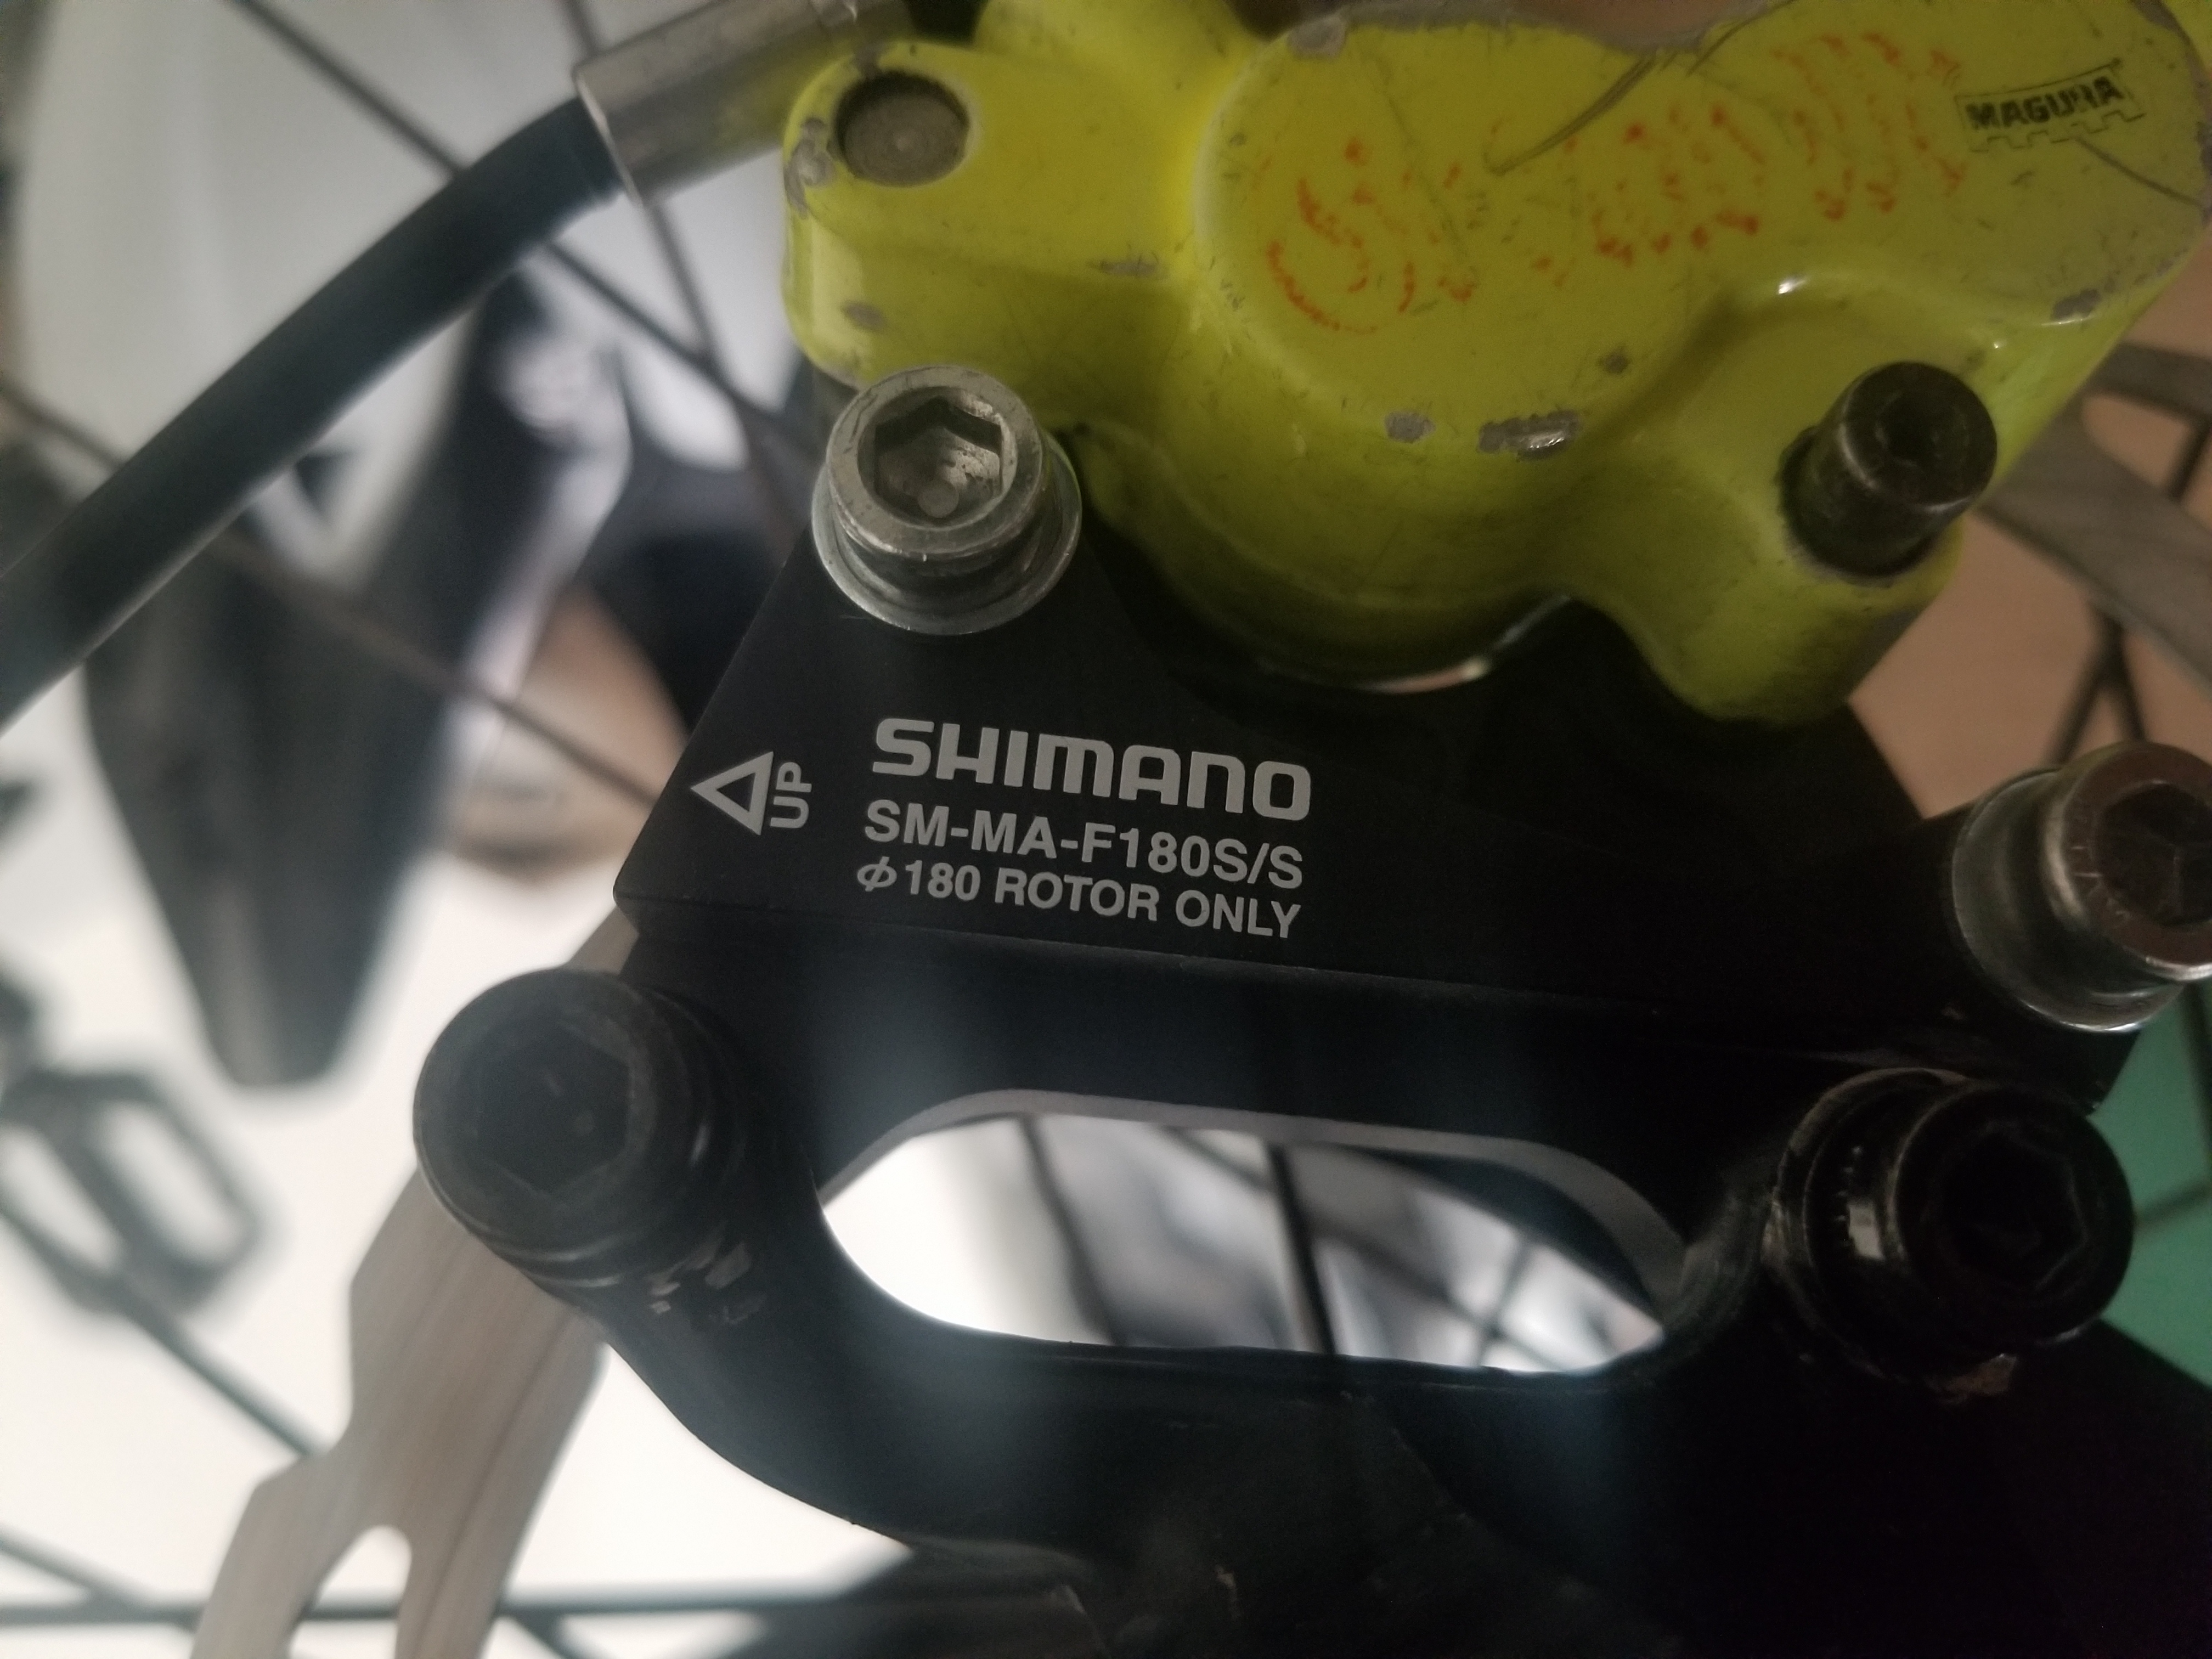 MAGURA
SHIMANO
UP
SM-MA-F180S/S
ϕ180 ROTOR ONLY